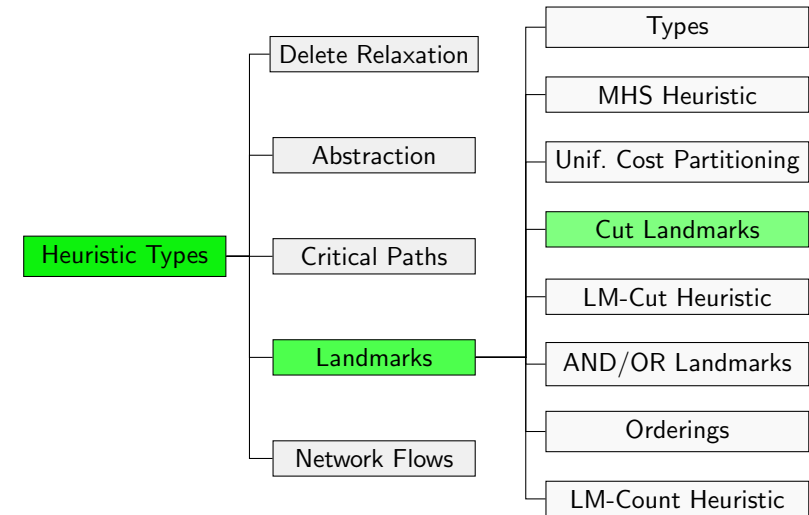 Heuristic Types
Delete Relaxation
Abstraction
Critical Paths
Landmarks
Network Flows
Types
MHS Heuristic
Unif. Cost Partitioning
Cut Landmarks
LM-Cut Heuristic
AND/OR Landmarks
Orderings
LM-Count Heuristic